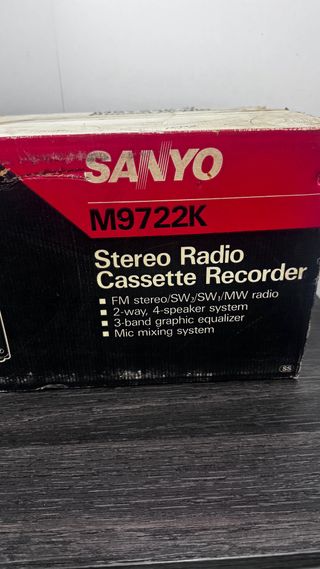 SANYO
M9722K
Stereo Radio
Cassette Recorder
■ FM stereo/SW₂/SW₁/MW radio
■ 2-way, 4-speaker system
■ 3-band graphic equalizer
■ Mic mixing system
SS